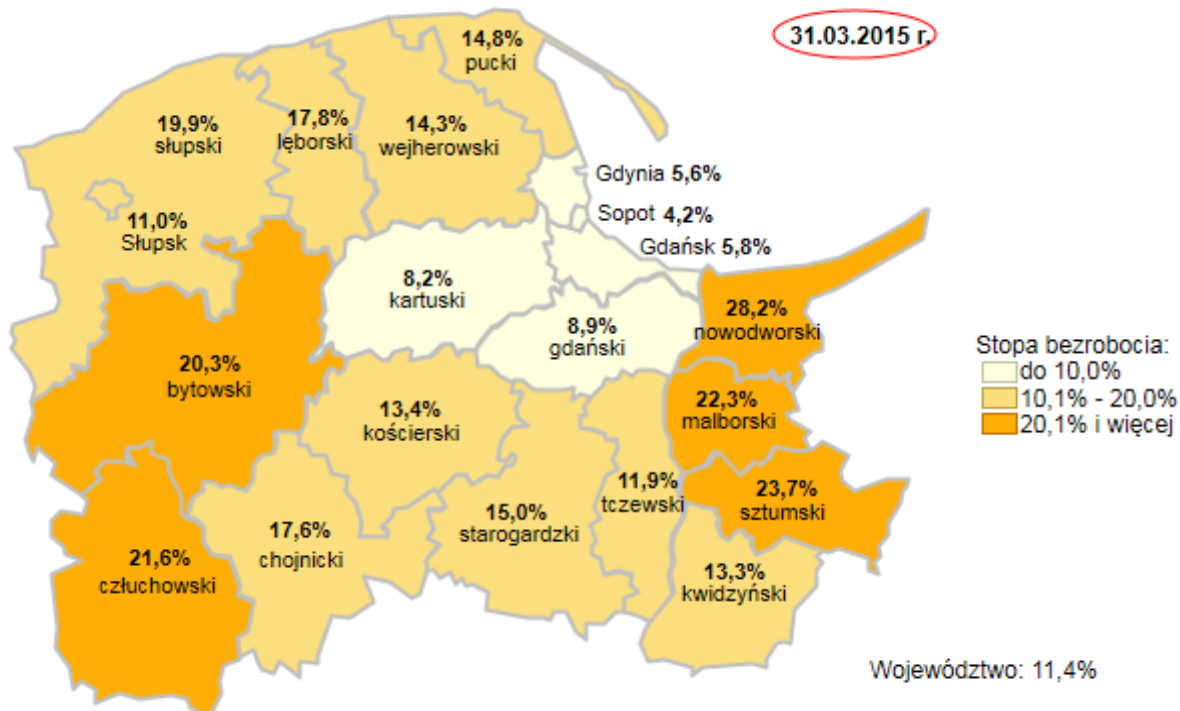 31.03.2015 r.
14,8%
pucki
19,9%
słupski
17,8%
lęborski
14,3%
wejherowski
Gdynia 5,6%
Sopot 4,2%
Gdańsk 5,8%
11,0%
Słupsk
8,2%
kartuski
8,9%
gdański
28,2%
nowodworski
20,3%
bytowski
13,4%
kościerski
22,3%
malborski
Stopa bezrobocia:
do 10,0%
10,1% - 20,0%
20,1% i więcej
11,9%
tczewski
23,7%
sztumski
15,0%
starogardzki
17,6%
chojnicki
21,6%
człuchowski
13,3%
kwidzyński
Województwo: 11,4%